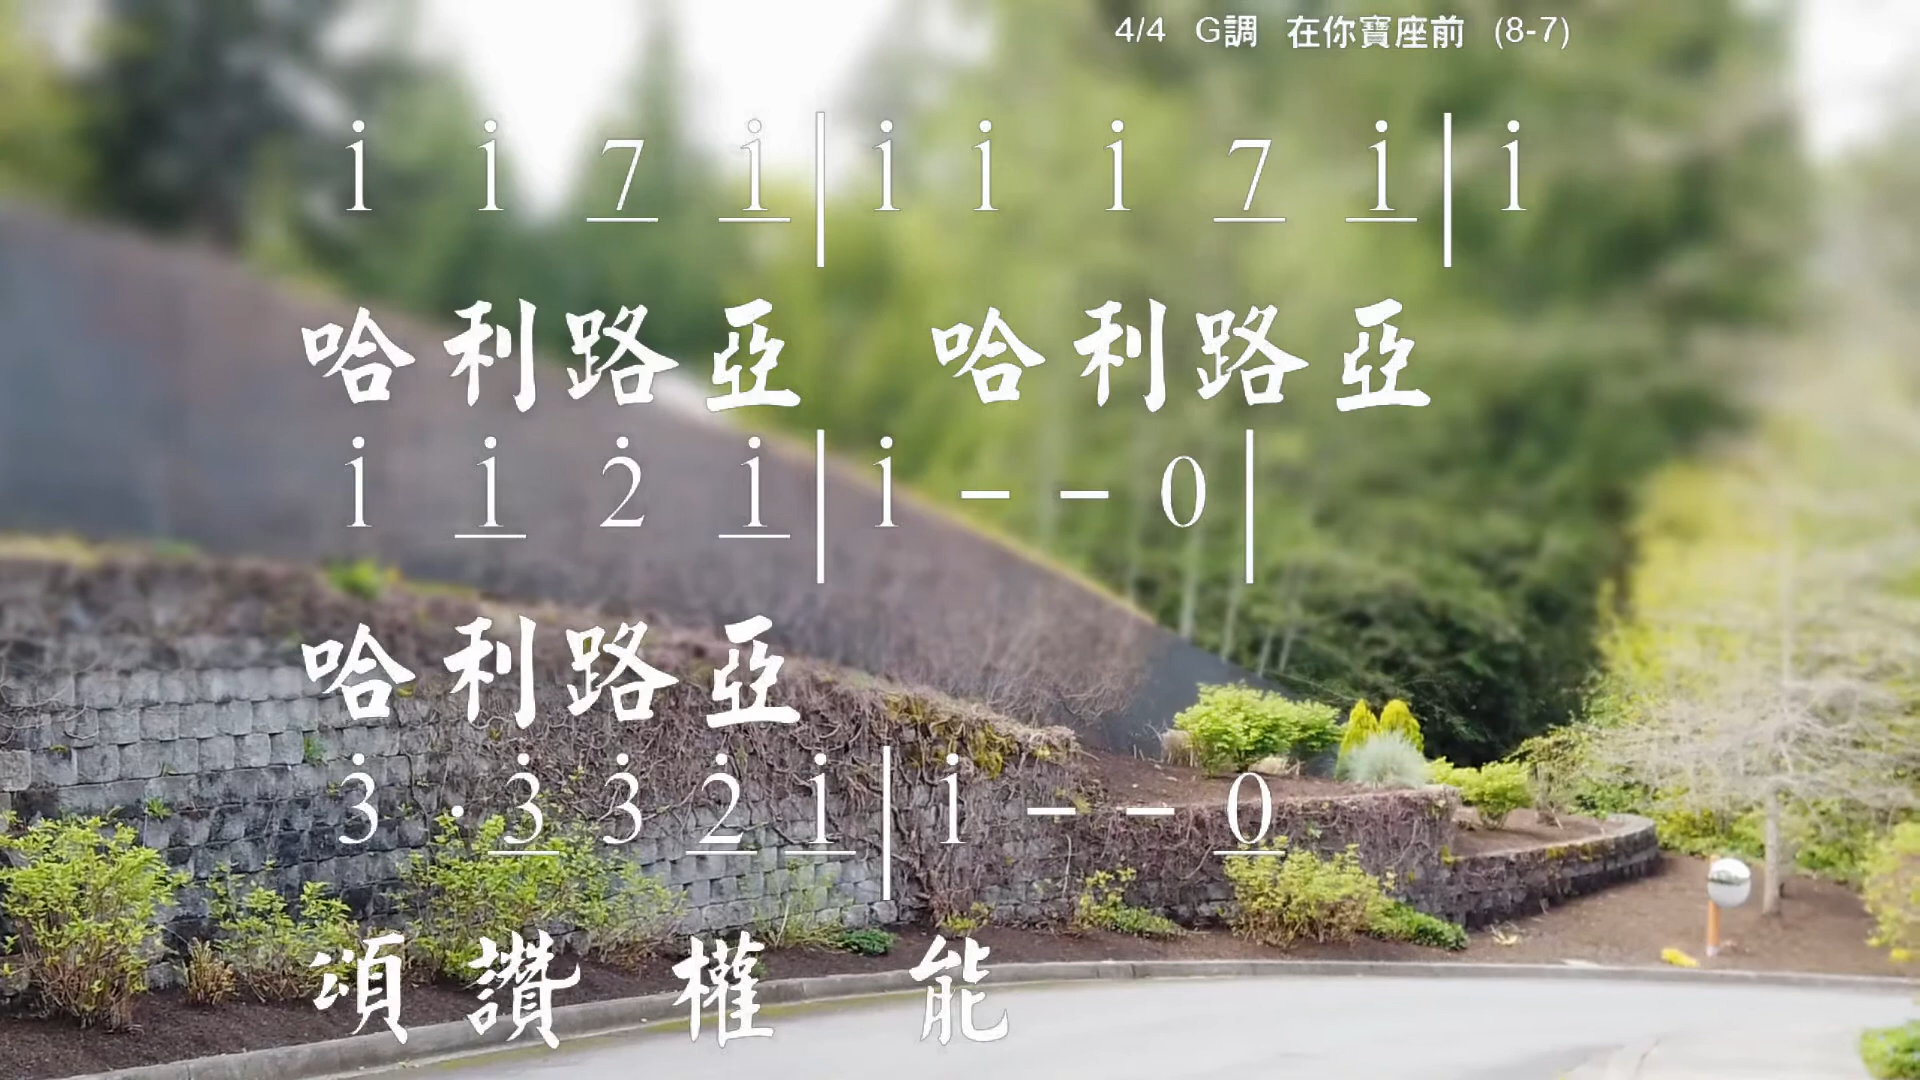 4/4 G調 在你寶座前 (8-7)
i̇ i̇ 7̲ i̲̇ | i̇ i̇ i̇ 7̲ i̲̇ | i̇
哈利路亞 哈利路亞
i̇ i̲̇ 2̇ i̲̇ | i̇ - - 0 |
哈利路亞
3̇ · 3̲̇ 3̇ 2̲̇ i̲̇ | i̇ - - 0̲
頌 讚 權 能